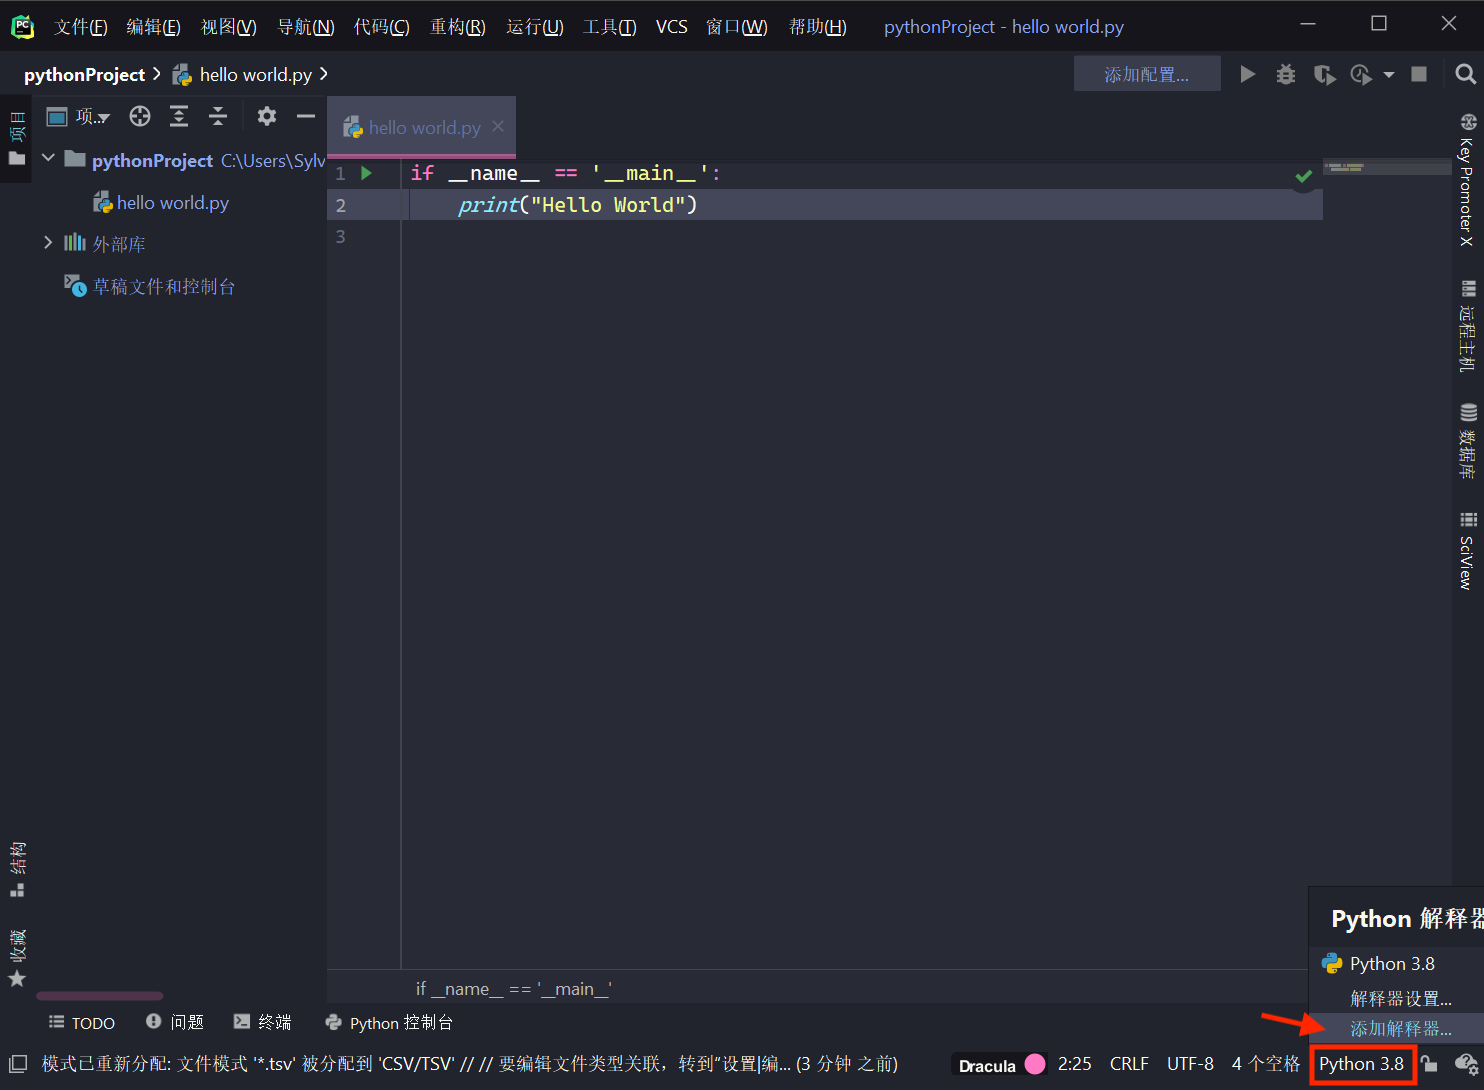 PC 文件(F) 编辑(E) 视图(V) 导航(N) 代码(C) 重构(R) 运行(U) 工具(T) VCS 窗口(W) 帮助(H) pythonProject - hello world.py
pythonProject hello world.py 添加配置...
项... hello world.py
项目
pythonProject C:\Users\Sylv
hello world.py
外部库
草稿文件和控制台
1 if __name__ == '__main__':
2 print("Hello World")
3
Key Promoter X
远程主机
数据库
SciView
结构
收藏
Python 解释器
Python 3.8
解释器设置...
添加解释器...
if __name__ == '__main__'
TODO 问题 终端 Python 控制台
模式已重新分配: 文件模式 '*.tsv' 被分配到 'CSV/TSV' // // 要编辑文件类型关联，转到“设置|编... (3 分钟 之前) Dracula 2:25 CRLF UTF-8 4 个空格 Python 3.8